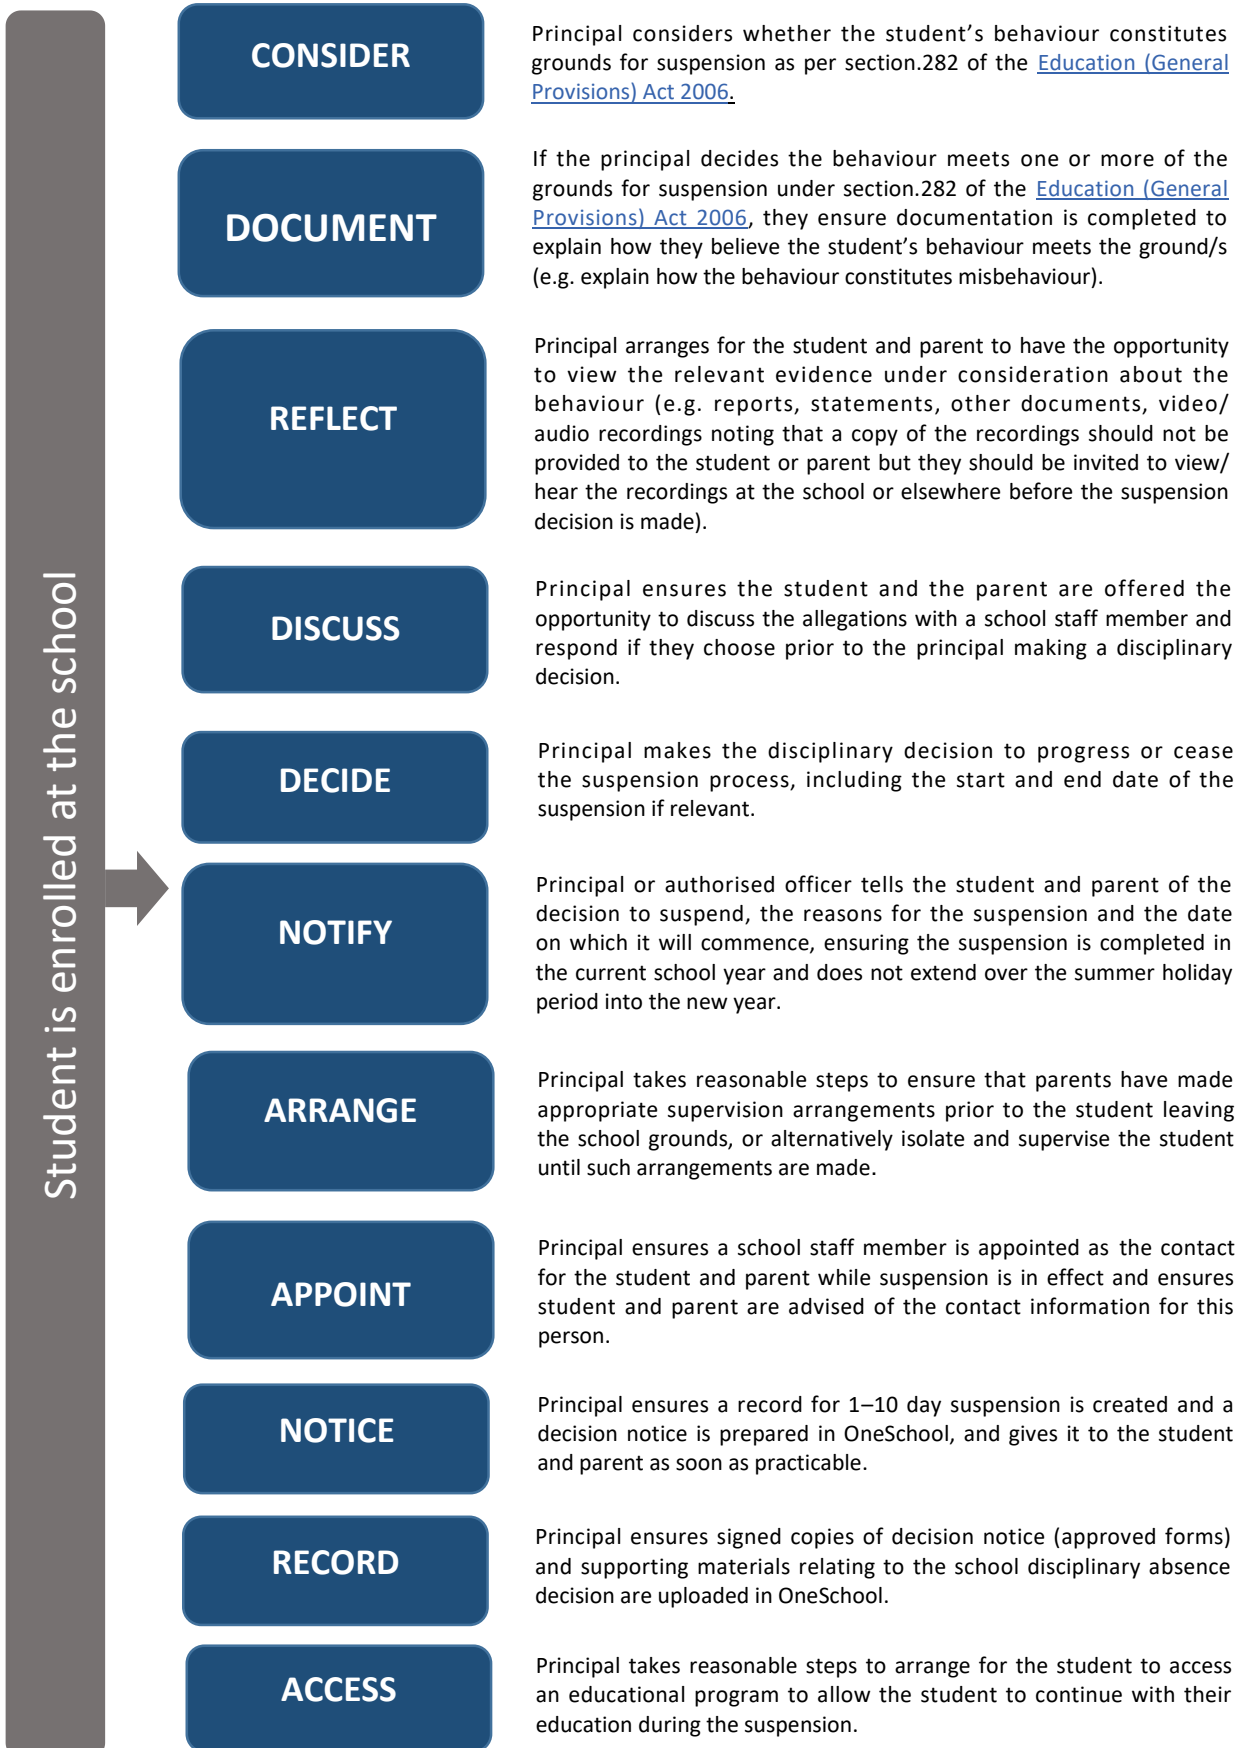 Student is enrolled at the school
CONSIDER
Principal considers whether the student’s behaviour constitutes
grounds for suspension as per section.282 of the Education (General
Provisions) Act 2006.
DOCUMENT
If the principal decides the behaviour meets one or more of the
grounds for suspension under section.282 of the Education (General
Provisions) Act 2006, they ensure documentation is completed to
explain how they believe the student’s behaviour meets the ground/s
(e.g. explain how the behaviour constitutes misbehaviour).
REFLECT
Principal arranges for the student and parent to have the opportunity
to view the relevant evidence under consideration about the
behaviour (e.g. reports, statements, other documents, video/
audio recordings noting that a copy of the recordings should not be
provided to the student or parent but they should be invited to view/
hear the recordings at the school or elsewhere before the suspension
decision is made).
DISCUSS
Principal ensures the student and the parent are offered the
opportunity to discuss the allegations with a school staff member and
respond if they choose prior to the principal making a disciplinary
decision.
DECIDE
Principal makes the disciplinary decision to progress or cease
the suspension process, including the start and end date of the
suspension if relevant.
NOTIFY
Principal or authorised officer tells the student and parent of the
decision to suspend, the reasons for the suspension and the date
on which it will commence, ensuring the suspension is completed in
the current school year and does not extend over the summer holiday
period into the new year.
ARRANGE
Principal takes reasonable steps to ensure that parents have made
appropriate supervision arrangements prior to the student leaving
the school grounds, or alternatively isolate and supervise the student
until such arrangements are made.
APPOINT
Principal ensures a school staff member is appointed as the contact
for the student and parent while suspension is in effect and ensures
student and parent are advised of the contact information for this
person.
NOTICE
Principal ensures a record for 1–10 day suspension is created and a
decision notice is prepared in OneSchool, and gives it to the student
and parent as soon as practicable.
RECORD
Principal ensures signed copies of decision notice (approved forms)
and supporting materials relating to the school disciplinary absence
decision are uploaded in OneSchool.
ACCESS
Principal takes reasonable steps to arrange for the student to access
an educational program to allow the student to continue with their
education during the suspension.